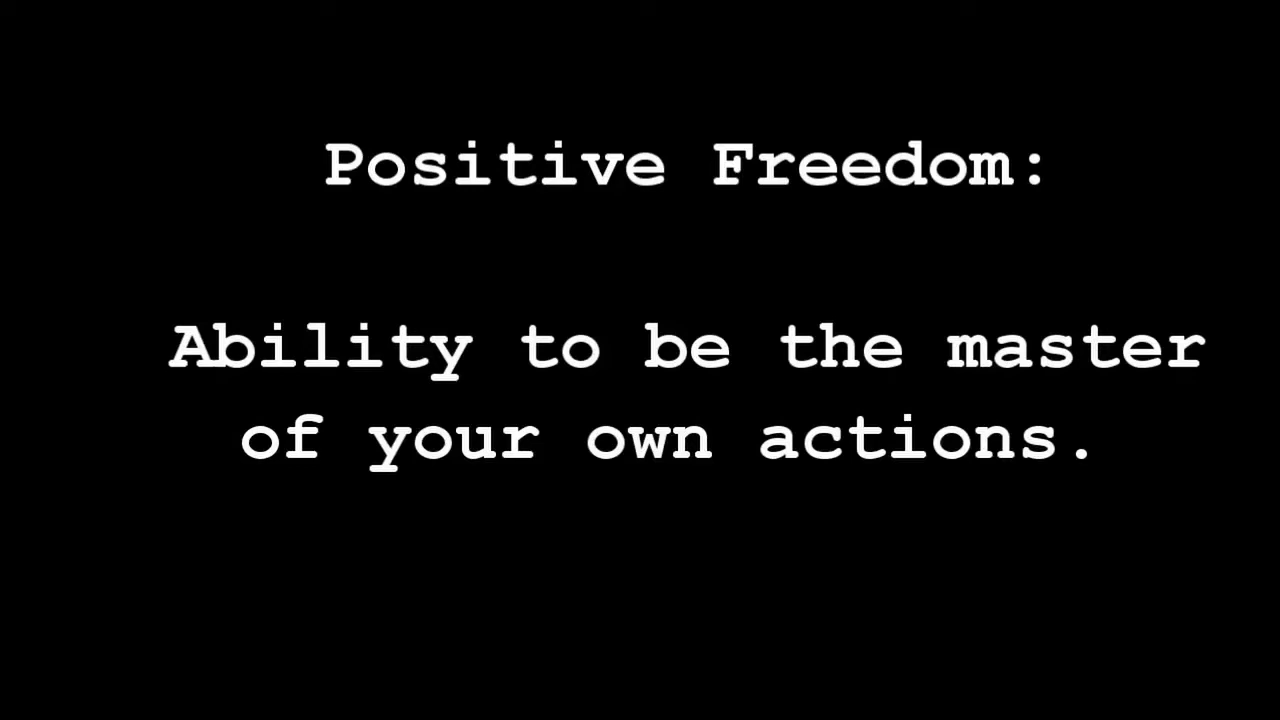 Positive Freedom:
Ability to be the master
of your own actions.